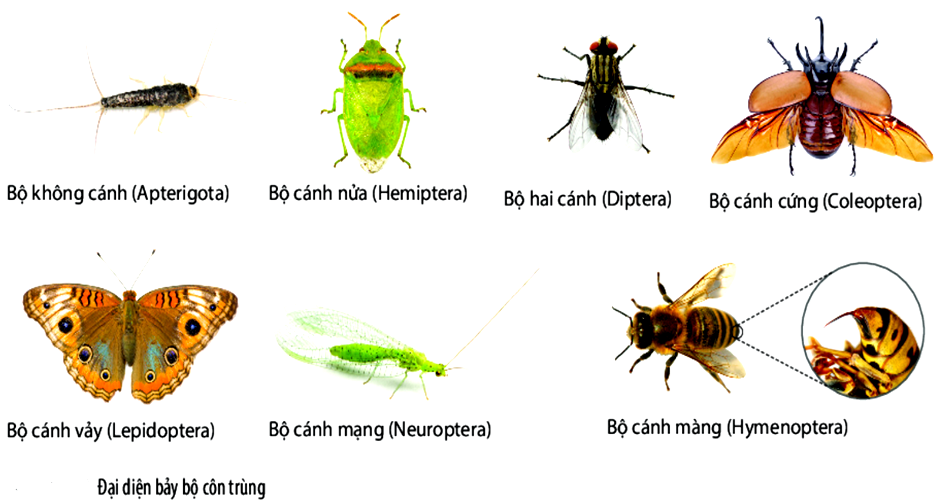 Bộ không cánh (Apterigota)
Bộ cánh nửa (Hemiptera)
Bộ hai cánh (Diptera)
Bộ cánh cứng (Coleoptera)
Bộ cánh vảy (Lepidoptera)
Bộ cánh mạng (Neuroptera)
Bộ cánh màng (Hymenoptera)
Đại diện bảy bộ côn trùng